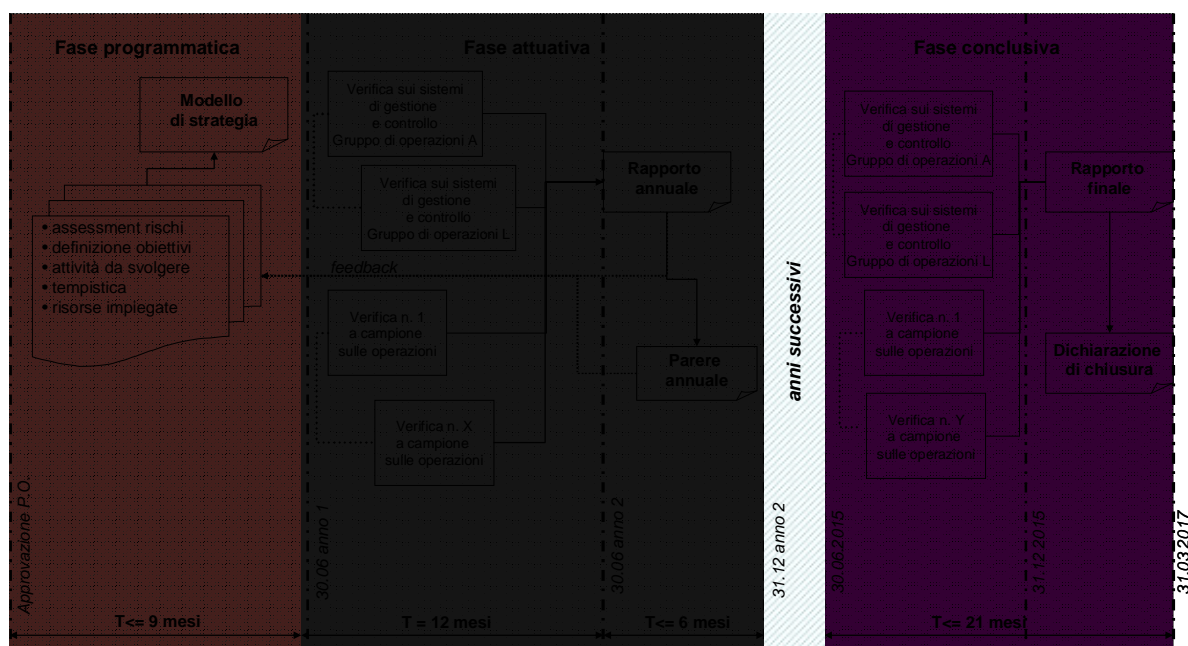 Fase programmatica
Modello
di strategia
• assessment rischi
• definizione obiettivi
• attività da svolgere
• tempistica
• risorse impiegate
Approvazione P.O.
T<= 9 mesi
Fase attuativa
Verifica sui sistemi
di gestione
e controllo
Gruppo di operazioni A
Verifica sui sistemi
di gestione
e controllo
Gruppo di operazioni L
feedback
Verifica n. 1
a campione
sulle operazioni
Verifica n. X
a campione
sulle operazioni
Rapporto
annuale
Parere
annuale
30.06 anno 1
30.06 anno 2
T = 12 mesi
T<= 6 mesi
anni successivi
31.12 anno 2
Fase conclusiva
Verifica sui sistemi
di gestione
e controllo
Gruppo di operazioni A
Verifica sui sistemi
di gestione
e controllo
Gruppo di operazioni L
Verifica n. 1
a campione
sulle operazioni
Verifica n. Y
a campione
sulle operazioni
Rapporto
finale
Dichiarazione
di chiusura
30.06.2015
31.12 2015
31.03.2017
T<= 21 mesi